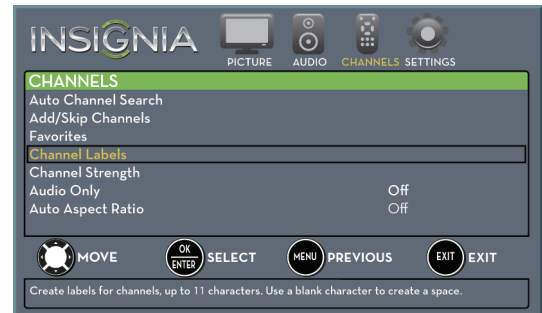 INSIGNIA
PICTURE AUDIO CHANNELS SETTINGS
CHANNELS
Auto Channel Search
Add/Skip Channels
Favorites
Channel Labels
Channel Strength
Audio Only Off
Auto Aspect Ratio Off
MOVE OK ENTER SELECT MENU PREVIOUS EXIT EXIT
Create labels for channels, up to 11 characters. Use a blank character to create a space.